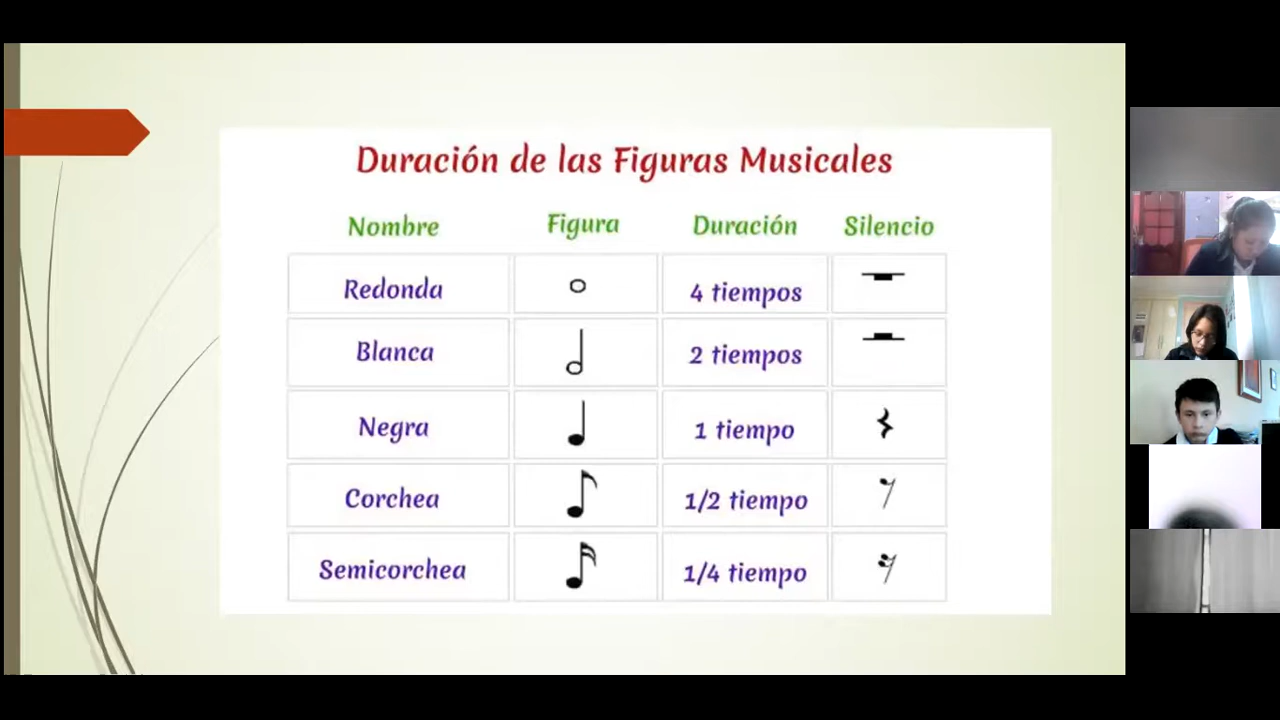 Duración de las Figuras Musicales
Nombre Figura Duración Silencio
Redonda 4 tiempos
Blanca 2 tiempos
Negra 1 tiempo
Corchea 1/2 tiempo
Semicorchea 1/4 tiempo